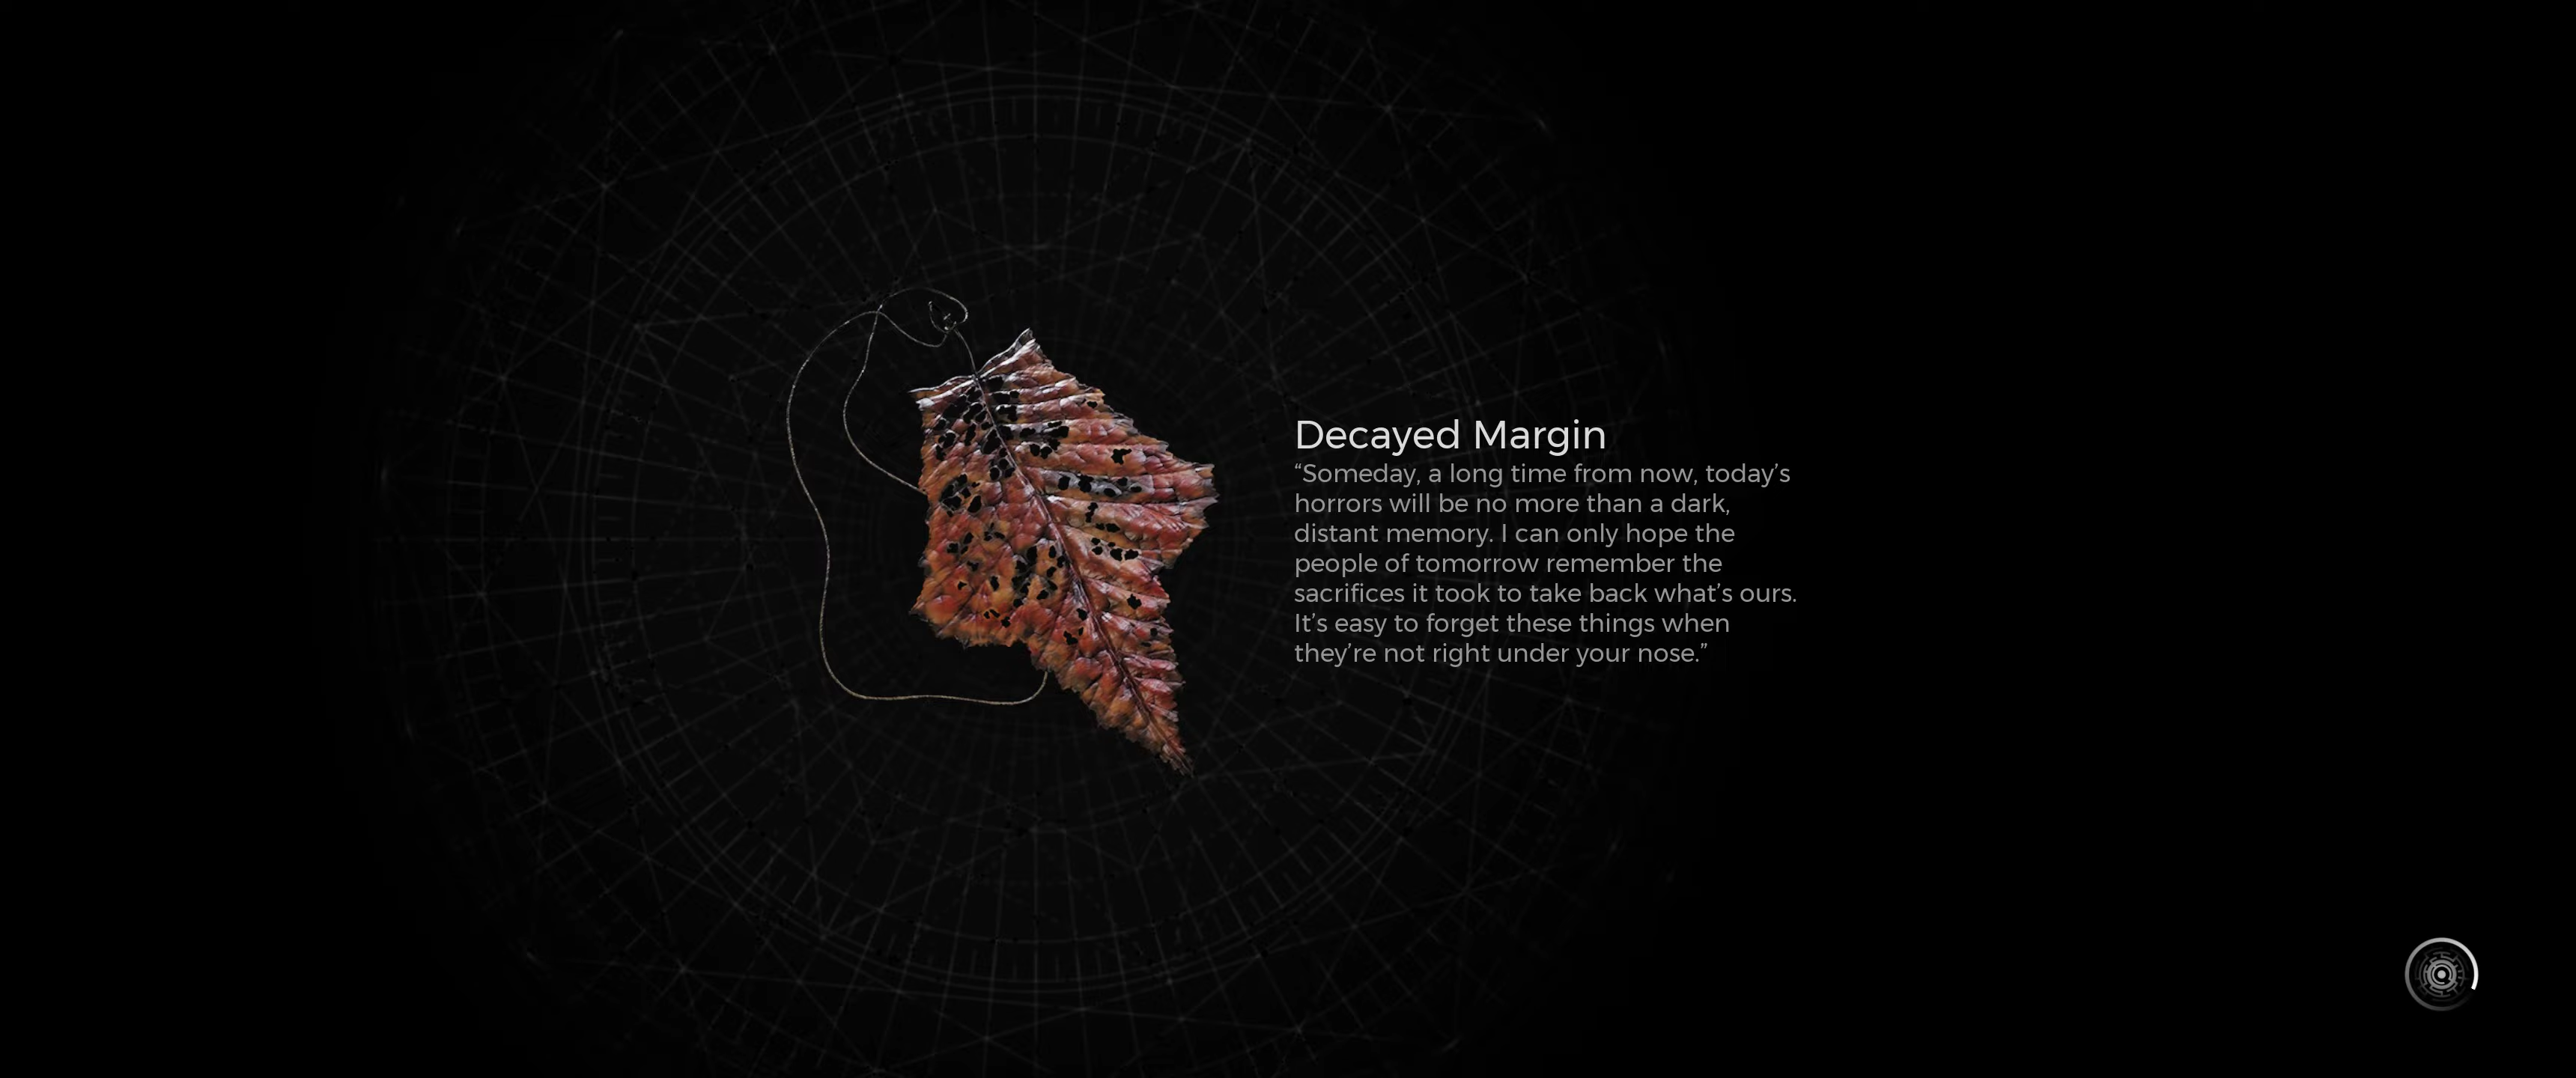 Decayed Margin
“Someday, a long time from now, today’s
horrors will be no more than a dark,
distant memory. I can only hope the
people of tomorrow remember the
sacrifices it took to take back what’s ours.
It’s easy to forget these things when
they’re not right under your nose.”